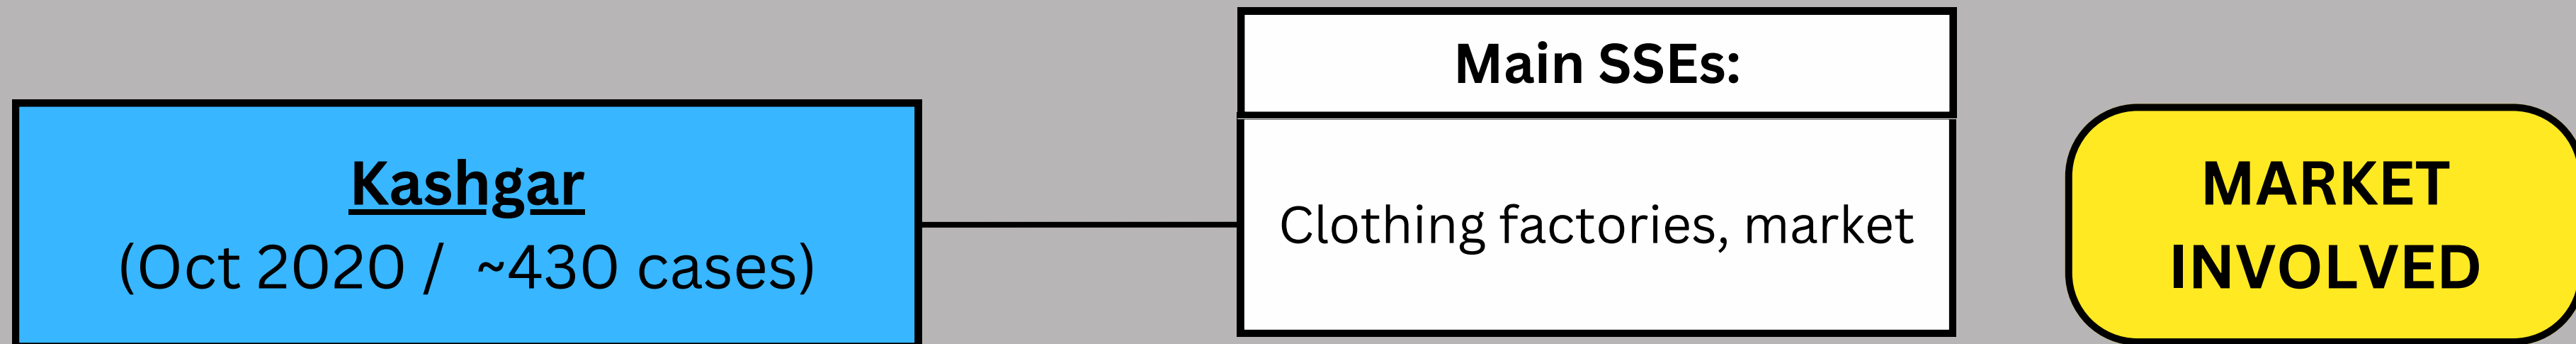 Kashgar
(Oct 2020 / ~430 cases)
Main SSEs:
Clothing factories, market
MARKET
INVOLVED